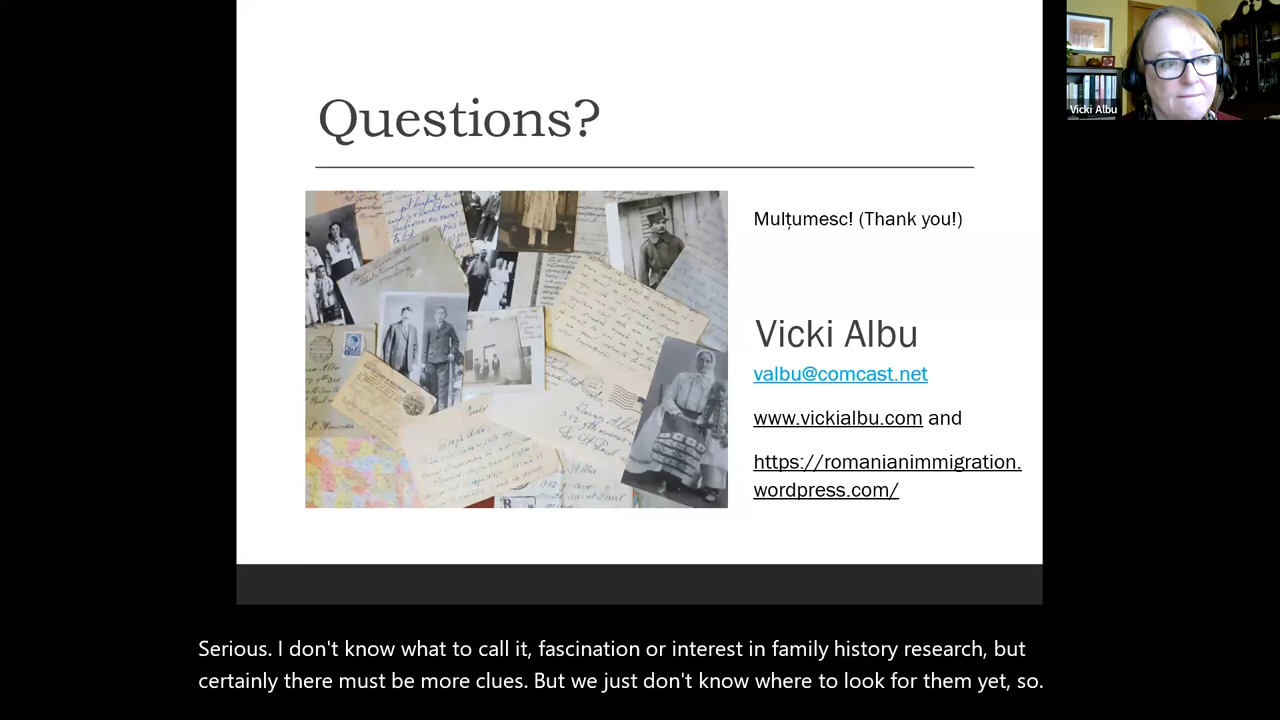 Questions?
Vicki Albu
Mulțumesc! (Thank you!)
Vicki Albu
valbu@comcast.net
www.vickialbu.com and
https://romanianimmigration.
wordpress.com/
Serious. I don't know what to call it, fascination or interest in family history research, but
certainly there must be more clues. But we just don't know where to look for them yet, so.